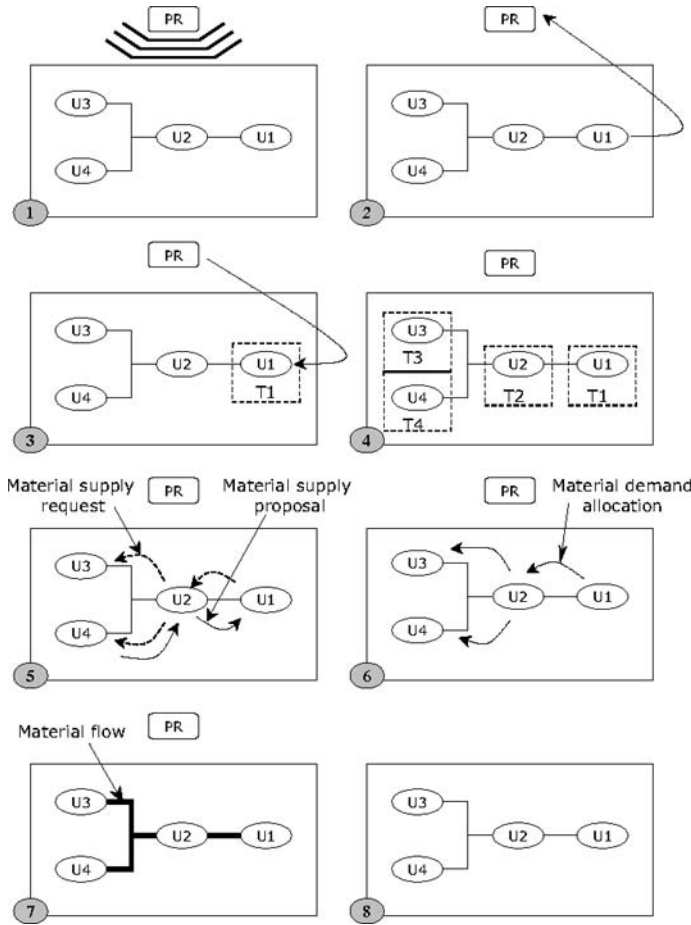 PR
U3
U2
U1
U4
1
PR
U3
U2
U1
U4
2
PR
U3
U2
U1
T1
U4
3
PR
U3
T3
U2
U1
T2
T1
U4
T4
4
Material supply
request
PR
Material supply
proposal
U3
U2
U1
U4
5
PR
Material demand
allocation
U3
U2
U1
U4
6
Material flow
PR
U3
U2
U1
U4
7
U3
U2
U1
U4
8